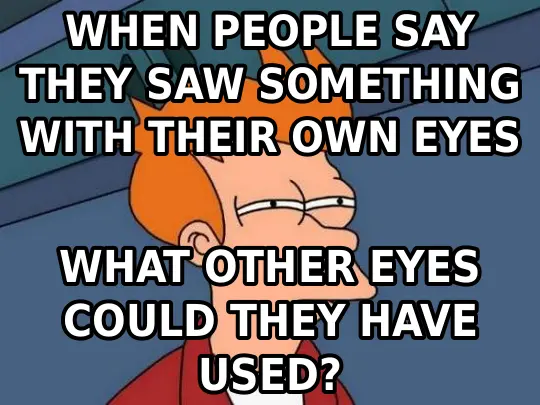 WHEN PEOPLE SAY
THEY SAW SOMETHING
WITH THEIR OWN EYES
WHAT OTHER EYES
COULD THEY HAVE
USED?